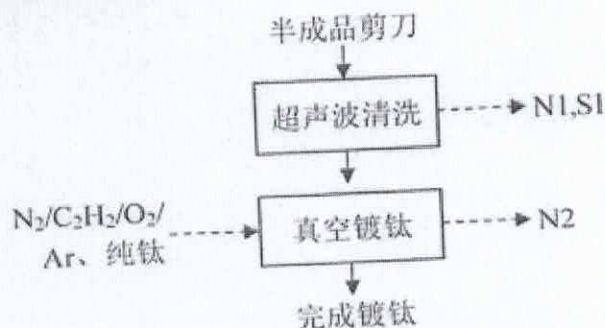 半成品剪刀
超声波清洗
N1,S1
N₂/C₂H₂/O₂/
Ar、纯钛
真空镀钛
N2
完成镀钛